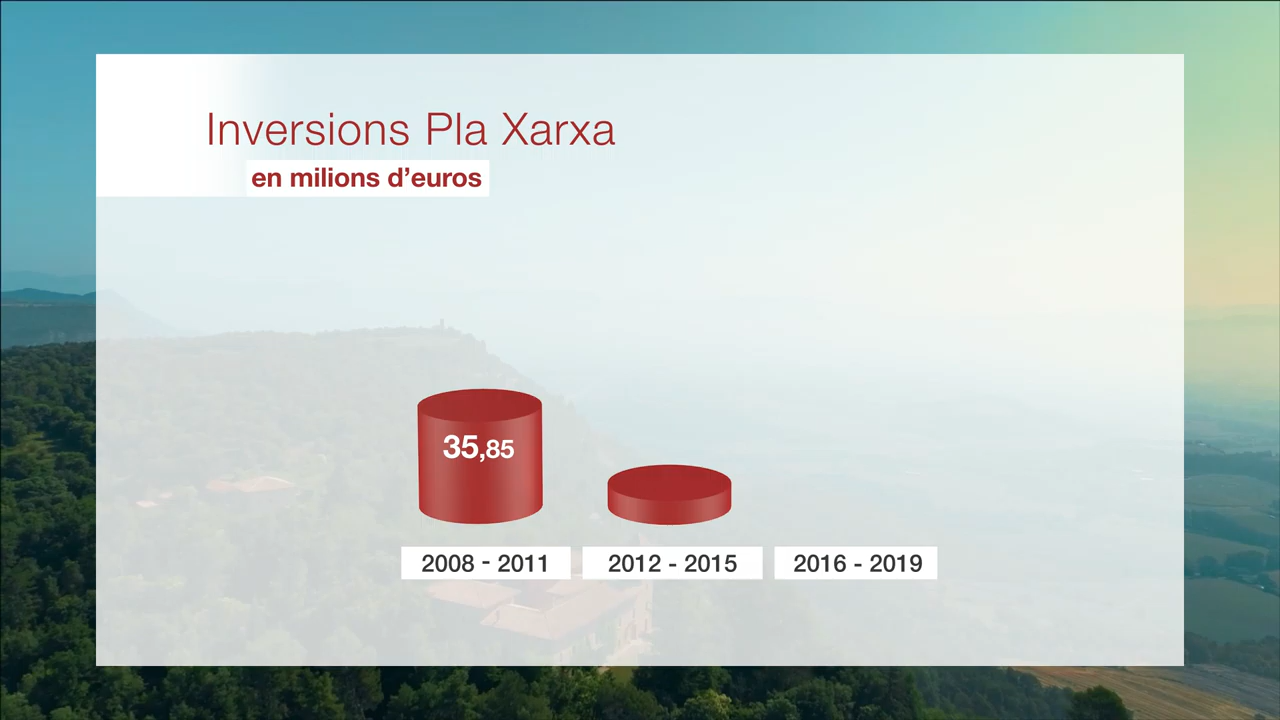 Inversions Pla Xarxa
en milions d’euros
35,85
2008 - 2011
2012 - 2015
2016 - 2019